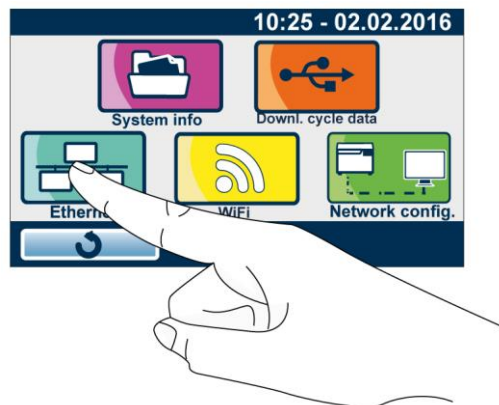 10:25 - 02.02.2016
System info
Downl. cycle data
WiFi
Network config.